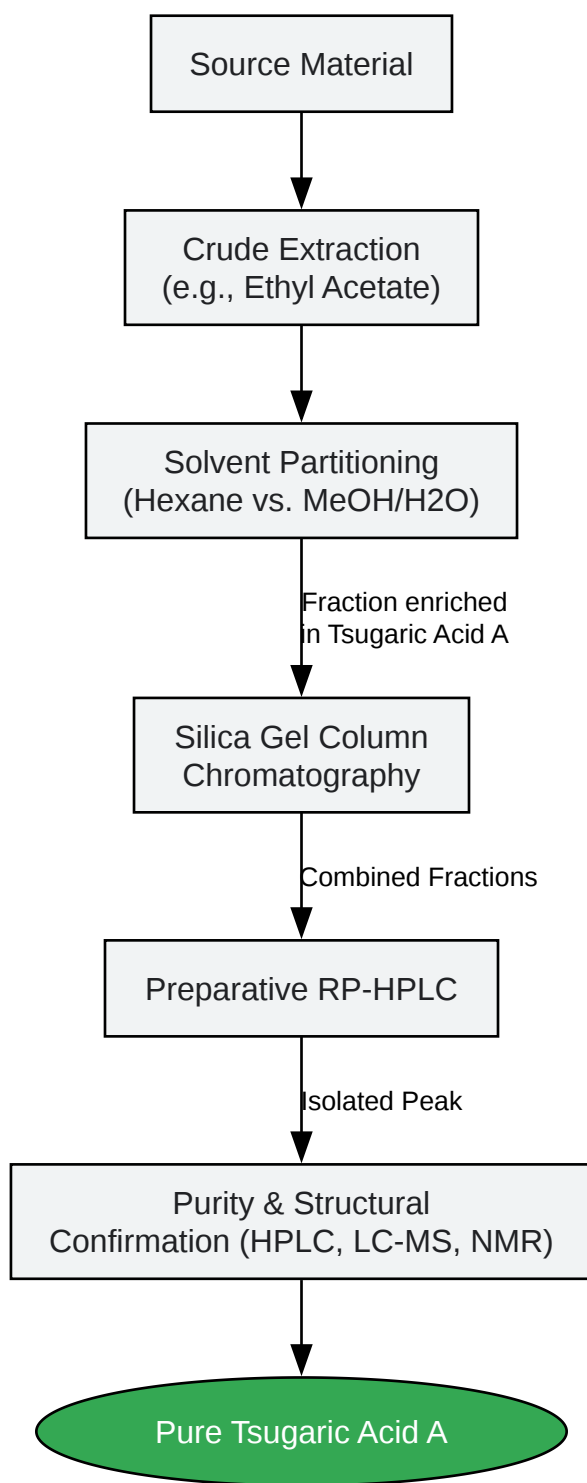 Source Material
Crude Extraction
(e.g., Ethyl Acetate)
Solvent Partitioning
(Hexane vs. MeOH/H2O)
Fraction enriched
in Tsugaric Acid A
Silica Gel Column
Chromatography
Combined Fractions
Preparative RP-HPLC
Isolated Peak
Purity & Structural
Confirmation (HPLC, LC-MS, NMR)
Pure Tsugaric Acid A